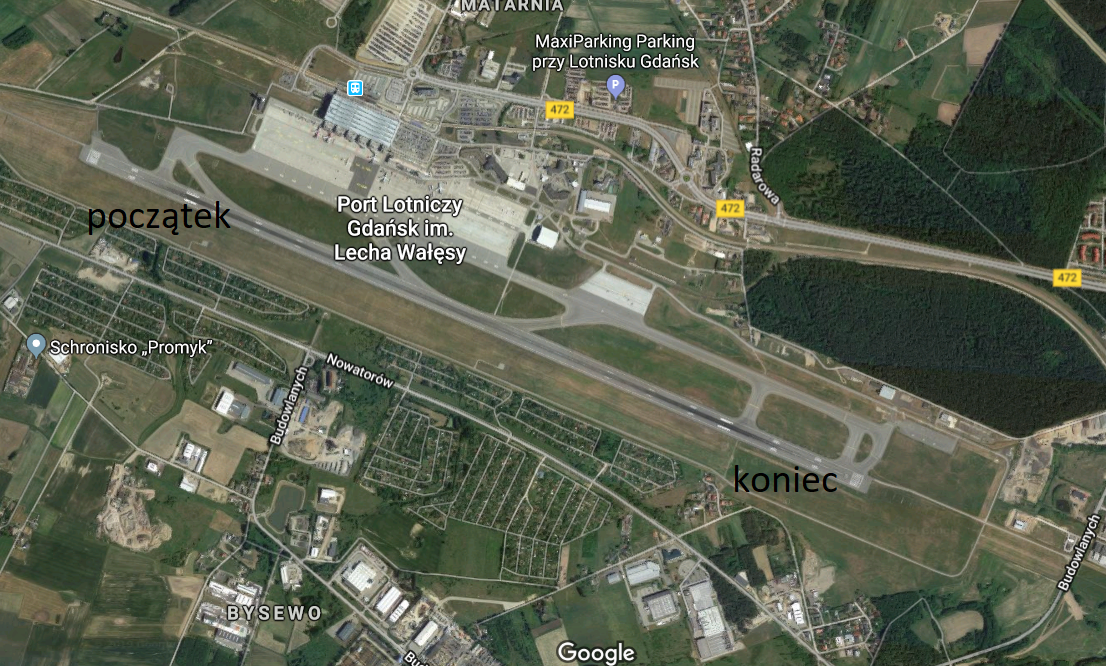 MATARNIA
MaxiParking Parking
przy Lotnisku Gdańsk
P
472
Radarowa
472
początek
Port Lotniczy
Gdańsk im.
Lecha Wałęsy
472
Schronisko „Promyk”
Nowatorów
Budowlanych
koniec
Budowlanych
BYSEWO
Google